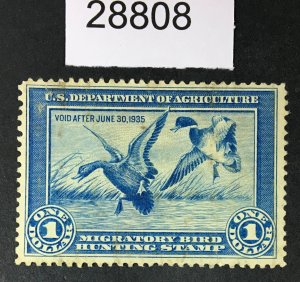 28808
U.S. DEPARTMENT OF AGRICULTURE
VOID AFTER JUNE 30, 1935
1 1
ONE DOLLAR ONE DOLLAR
MIGRATORY BIRD
HUNTING STAMP